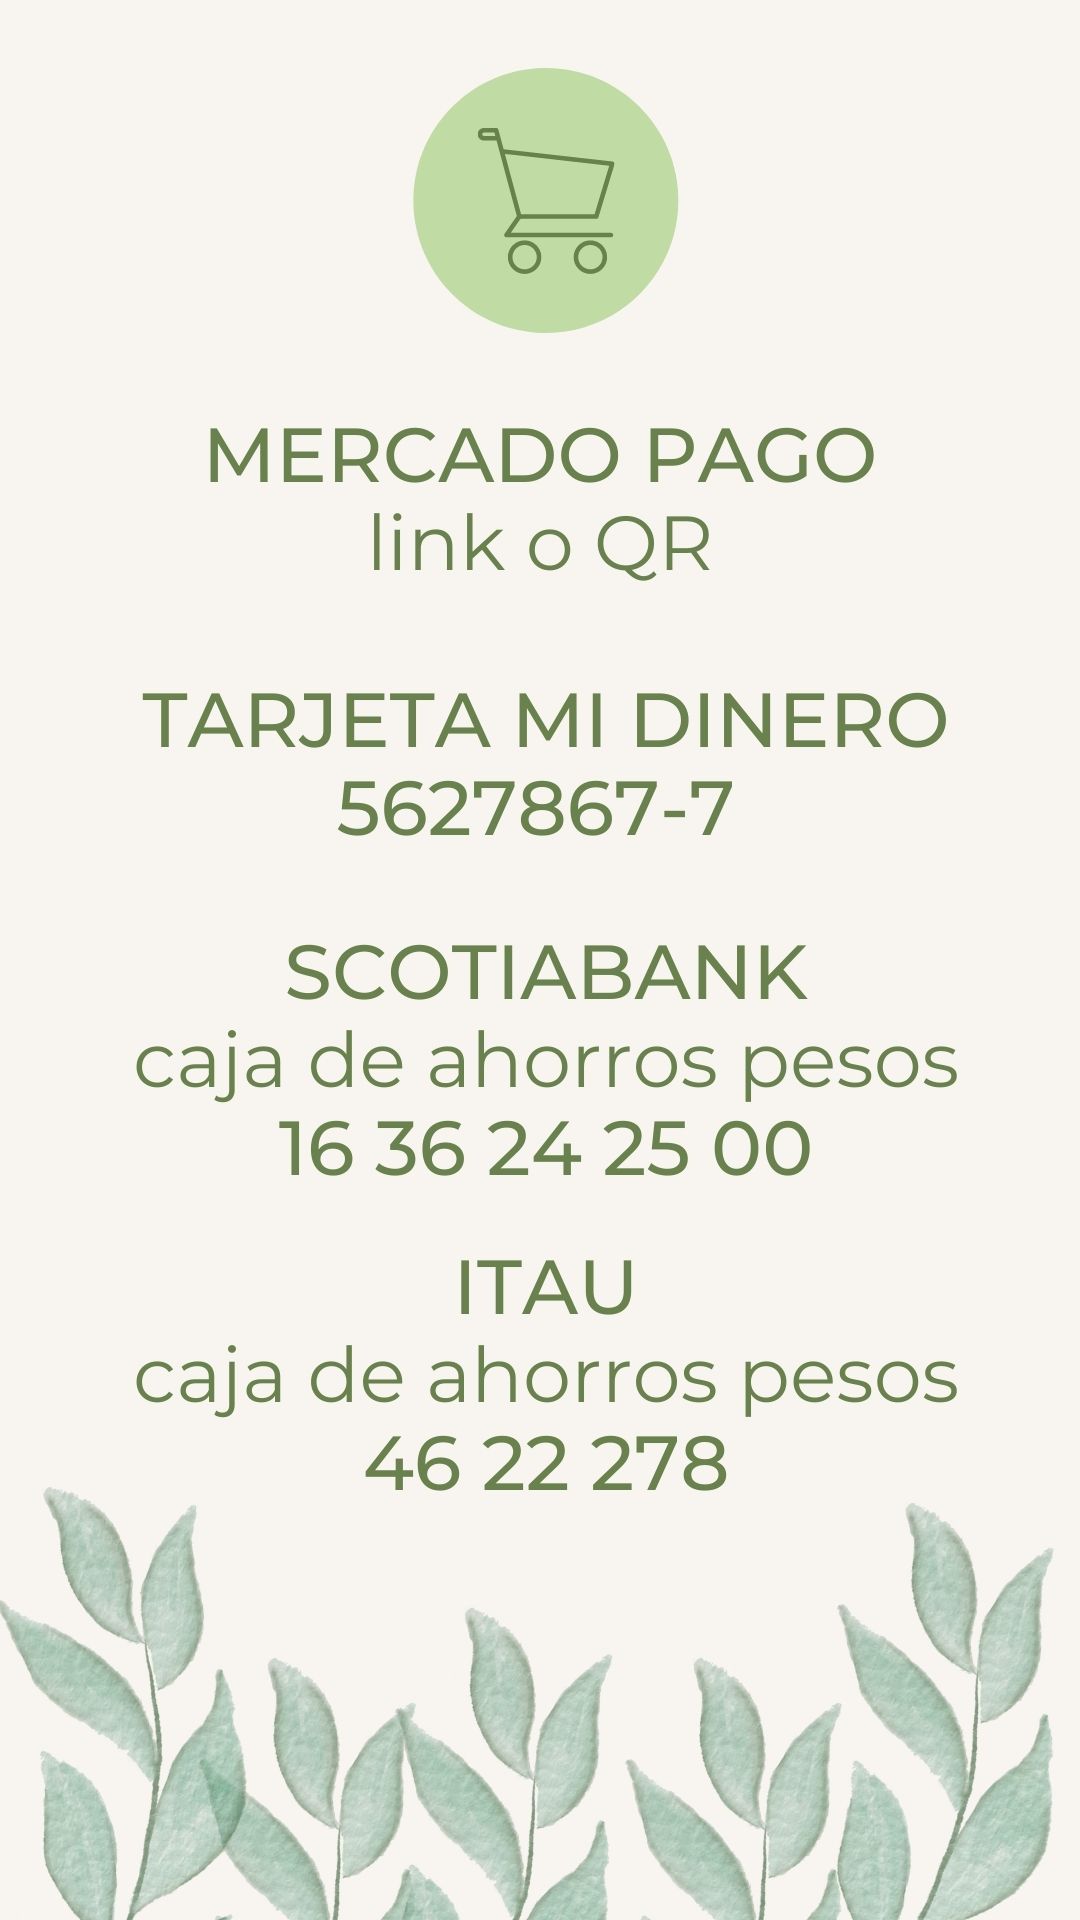 MERCADO PAGO
link o QR
TARJETA MI DINERO
5627867-7
SCOTIABANK
caja de ahorros pesos
16 36 24 25 00
ITAU
caja de ahorros pesos
46 22 278